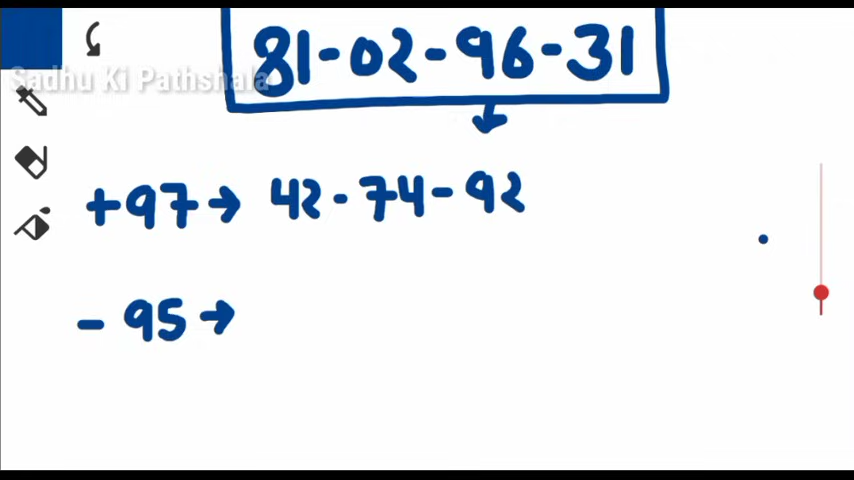 81-02-96-31
Sadhu Ki Pathshala
+97→ 42-74-92
- 95→